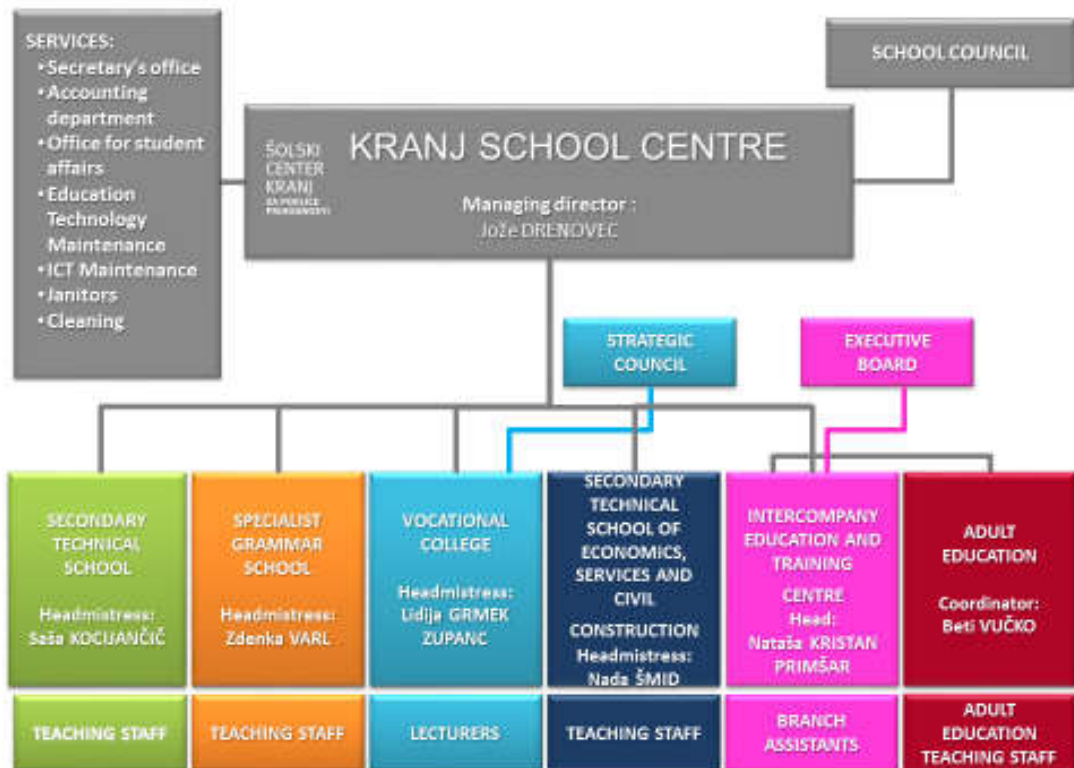 SERVICES:
•Secretary's office
•Accounting
department
•Office for student
affairs
•Education
Technology
Maintenance
•ICT Maintenance
•Janitors
•Cleaning
SCHOOL COUNCIL
ŠOLSKI
CENTER
KRANJ
KRANJ SCHOOL CENTRE
Managing director :
Jože DRENOVEC
STRATEGIC
COUNCIL
EXECUTIVE
BOARD
SECONDARY
TECHNICAL
SCHOOL
Headmistress:
Saša KOCIJANČIČ
SPECIALIST
GRAMMAR
SCHOOL
Headmistress:
Zdenka VARL
VOCATIONAL
COLLEGE
Headmistress:
Lidija GRMEK
ZUPANC
SECONDARY
TECHNICAL
SCHOOL OF
ECONOMICS,
SERVICES AND
CIVIL
CONSTRUCTION
Headmistress:
Nada ŠMID
INTERCOMPANY
EDUCATION AND
TRAINING
CENTRE
Head:
Nataša KRISTAN
PRIMŠAR
ADULT
EDUCATION
Coordinator:
Beti VUČKO
TEACHING STAFF
TEACHING STAFF
LECTURERS
TEACHING STAFF
BRANCH
ASSISTANTS
ADULT
EDUCATION
TEACHING STAFF